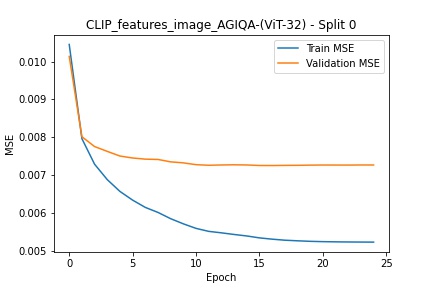 CLIP_features_image_AGIQA-(ViT-32) - Split 0
Train MSE
Validation MSE
MSE
0.010
0.009
0.008
0.007
0.006
0.005
0
5
10
15
20
25
Epoch